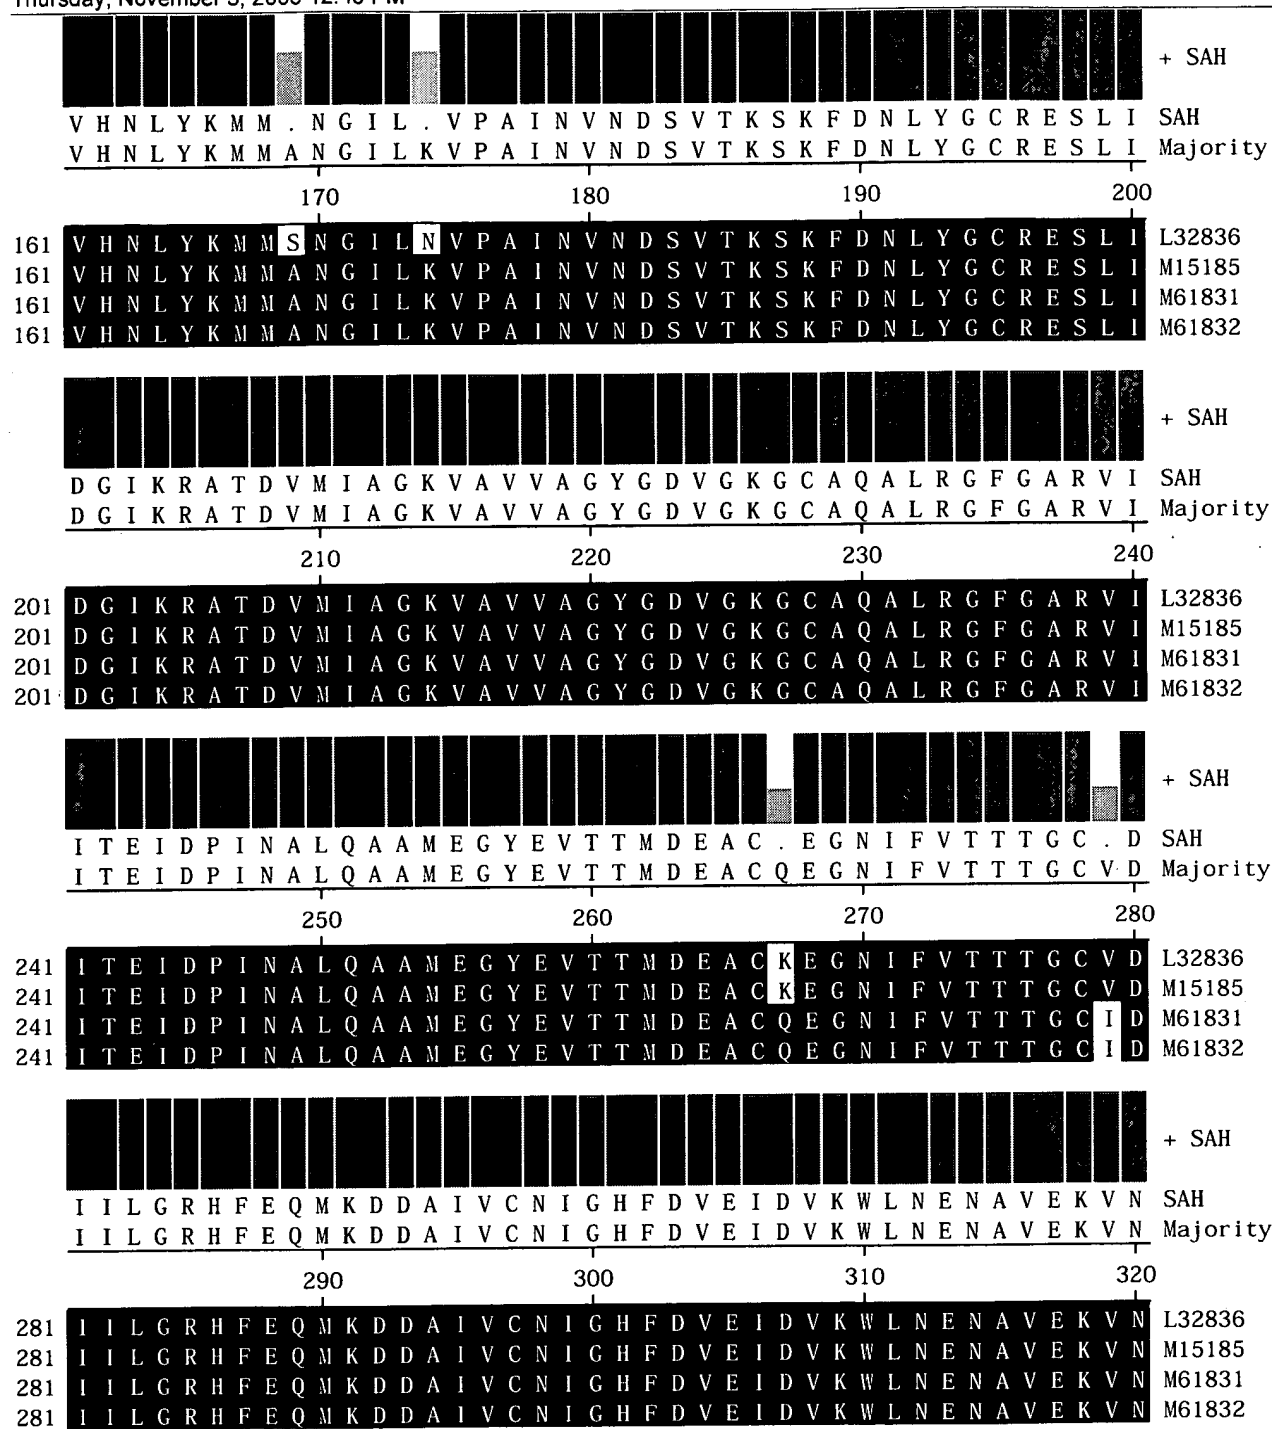 + SAH
V H N L Y K M M . N G I L . V P A I N V N D S V T K S K F D N L Y G C R E S L I SAH
V H N L Y K M M A N G I L K V P A I N V N D S V T K S K F D N L Y G C R E S L I Majority
170 180 190 200
161 V H N L Y K M M S N G I L N V P A I N V N D S V T K S K F D N L Y G C R E S L I L32836
161 V H N L Y K M M A N G I L K V P A I N V N D S V T K S K F D N L Y G C R E S L I M15185
161 V H N L Y K M M A N G I L K V P A I N V N D S V T K S K F D N L Y G C R E S L I M61831
161 V H N L Y K M M A N G I L K V P A I N V N D S V T K S K F D N L Y G C R E S L I M61832
+ SAH
D G I K R A T D V M I A G K V A V V A G Y G D V G K G C A Q A L R G F G A R V I SAH
D G I K R A T D V M I A G K V A V V A G Y G D V G K G C A Q A L R G F G A R V I Majority
210 220 230 240
201 D G I K R A T D V M I A G K V A V V A G Y G D V G K G C A Q A L R G F G A R V I L32836
201 D G I K R A T D V M I A G K V A V V A G Y G D V G K G C A Q A L R G F G A R V I M15185
201 D G I K R A T D V M I A G K V A V V A G Y G D V G K G C A Q A L R G F G A R V I M61831
201 D G I K R A T D V M I A G K V A V V A G Y G D V G K G C A Q A L R G F G A R V I M61832
+ SAH
I T E I D P I N A L Q A A M E G Y E V T T M D E A C . E G N I F V T T T G C . D SAH
I T E I D P I N A L Q A A M E G Y E V T T M D E A C Q E G N I F V T T T G C V D Majority
250 260 270 280
241 I T E I D P I N A L Q A A M E G Y E V T T M D E A C K E G N I F V T T T G C V D L32836
241 I T E I D P I N A L Q A A M E G Y E V T T M D E A C K E G N I F V T T T G C V D M15185
241 I T E I D P I N A L Q A A M E G Y E V T T M D E A C Q E G N I F V T T T G C I D M61831
241 I T E I D P I N A L Q A A M E G Y E V T T M D E A C Q E G N I F V T T T G C I D M61832
+ SAH
I I L G R H F E Q M K D D A I V C N I G H F D V E I D V K W L N E N A V E K V N SAH
I I L G R H F E Q M K D D A I V C N I G H F D V E I D V K W L N E N A V E K V N Majority
290 300 310 320
281 I I L G R H F E Q M K D D A I V C N I G H F D V E I D V K W L N E N A V E K V N L32836
281 I I L G R H F E Q M K D D A I V C N I G H F D V E I D V K W L N E N A V E K V N M15185
281 I I L G R H F E Q M K D D A I V C N I G H F D V E I D V K W L N E N A V E K V N M61831
281 I I L G R H F E Q M K D D A I V C N I G H F D V E I D V K W L N E N A V E K V N M61832